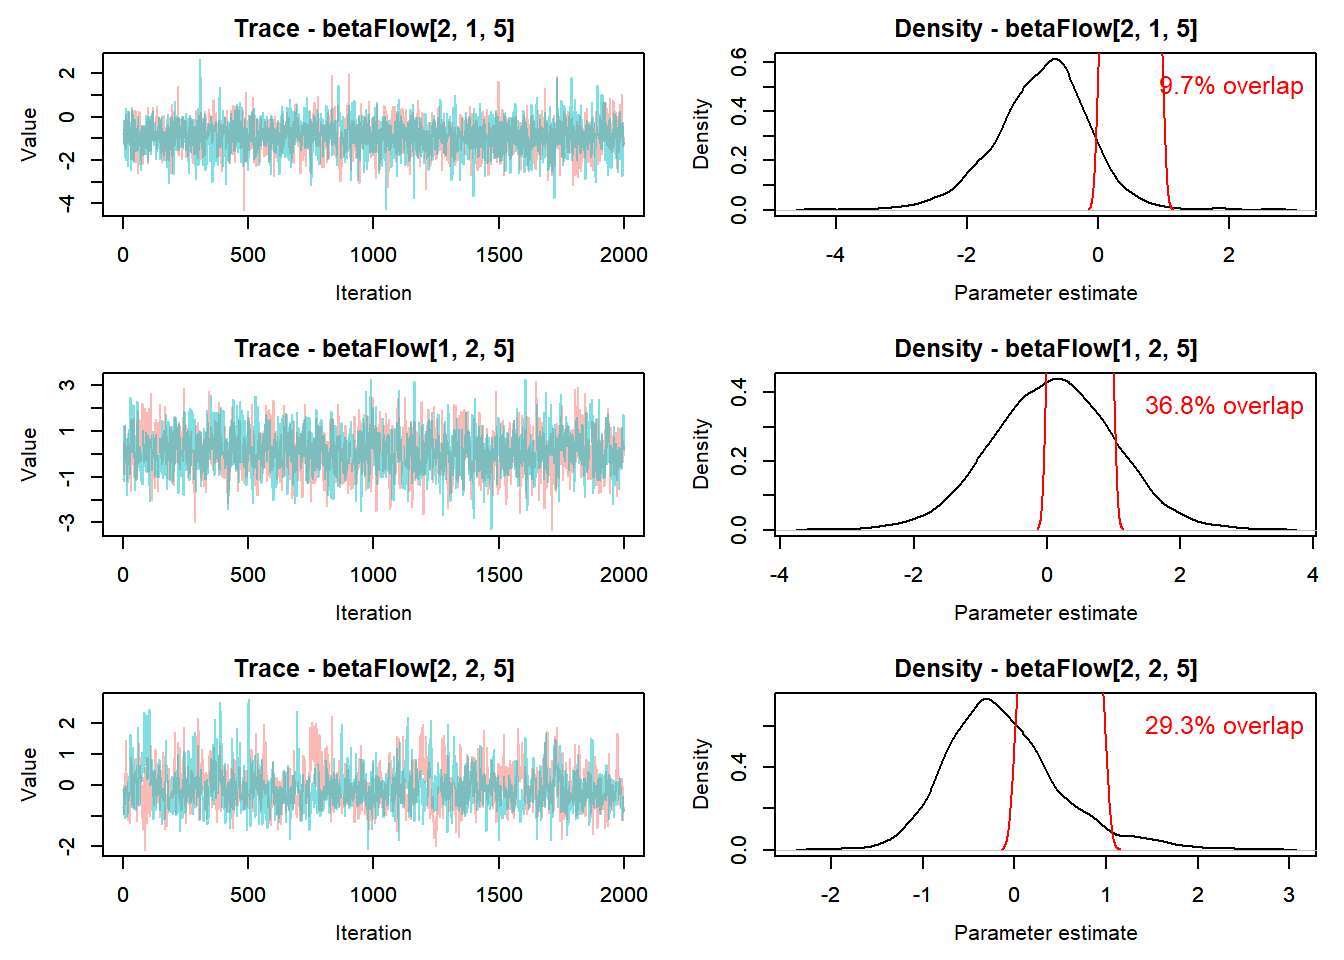 Trace - betaFlow[2, 1, 5]
Value
2
0
-2
-4
0
500
1000
1500
2000
Iteration
Density - betaFlow[2, 1, 5]
Density
0.6
0.4
0.2
0.0
9.7% overlap
-4
-2
0
2
Parameter estimate
Trace - betaFlow[1, 2, 5]
Value
3
1
-1
-3
0
500
1000
1500
2000
Iteration
Density - betaFlow[1, 2, 5]
Density
0.4
0.2
0.0
36.8% overlap
-4
-2
0
2
4
Parameter estimate
Trace - betaFlow[2, 2, 5]
Value
2
1
0
-2
0
500
1000
1500
2000
Iteration
Density - betaFlow[2, 2, 5]
Density
0.4
0.0
29.3% overlap
-2
-1
0
1
2
3
Parameter estimate